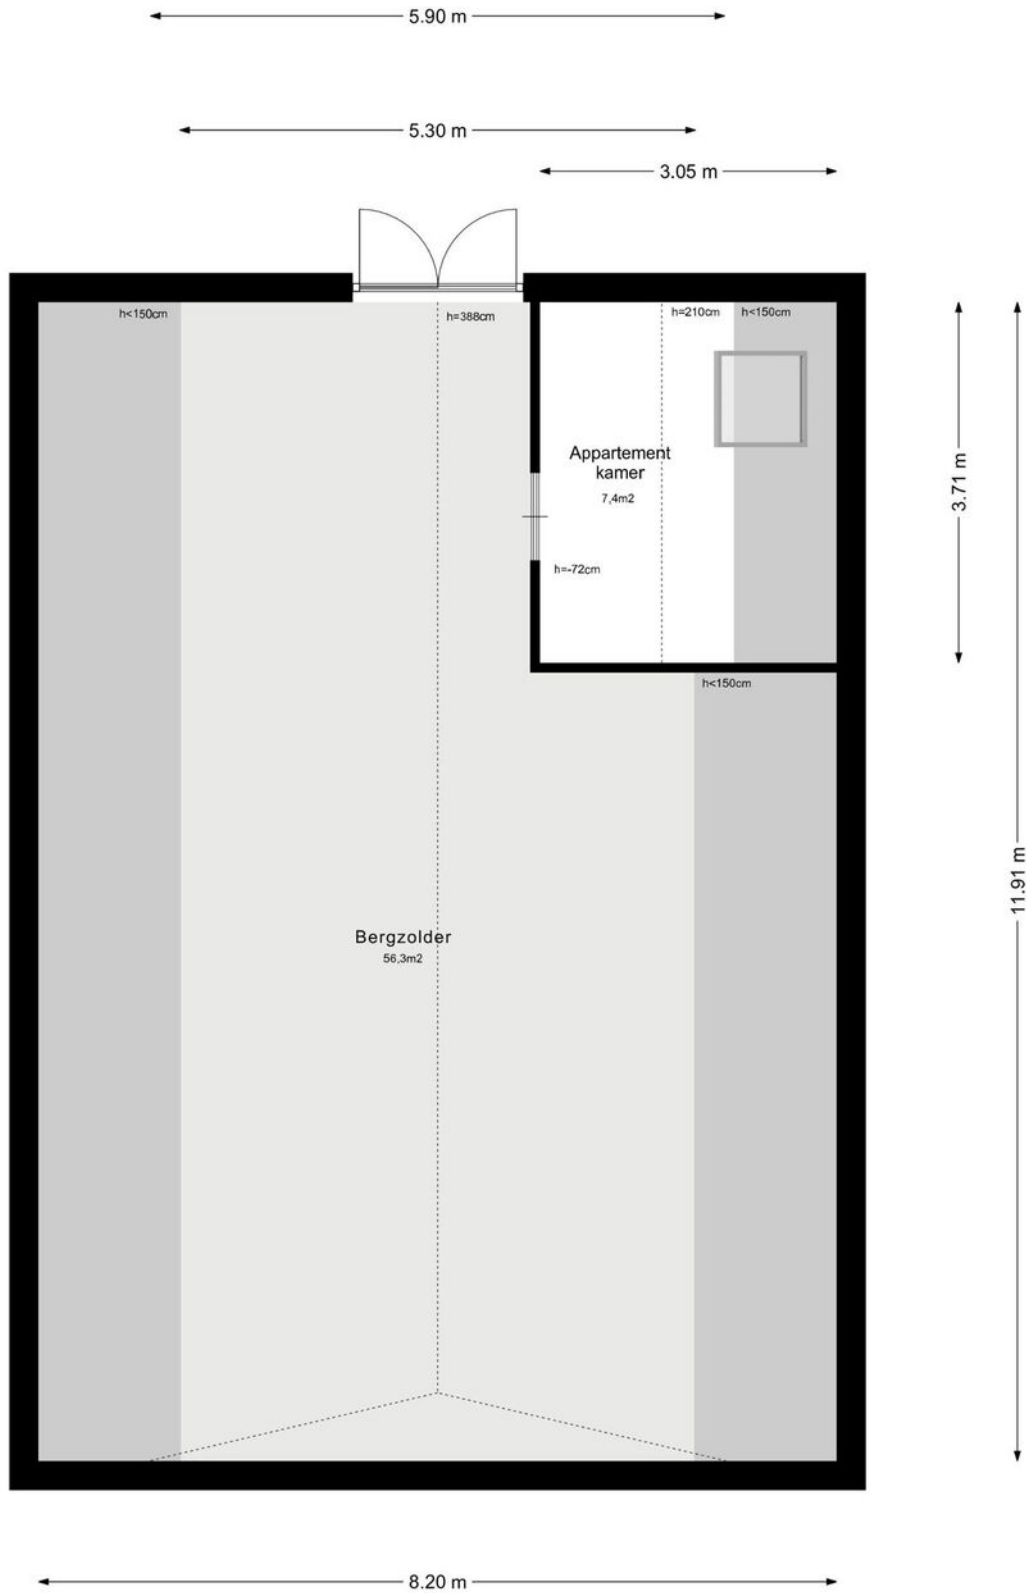 5.90 m
5.30 m
3.05 m
h<150cm
h=388cm
h=210cm
h<150cm
Appartement
kamer
7,4m2
3.71 m
h=-72cm
h<150cm
11.91 m
Bergzolder
56,3m2
8.20 m